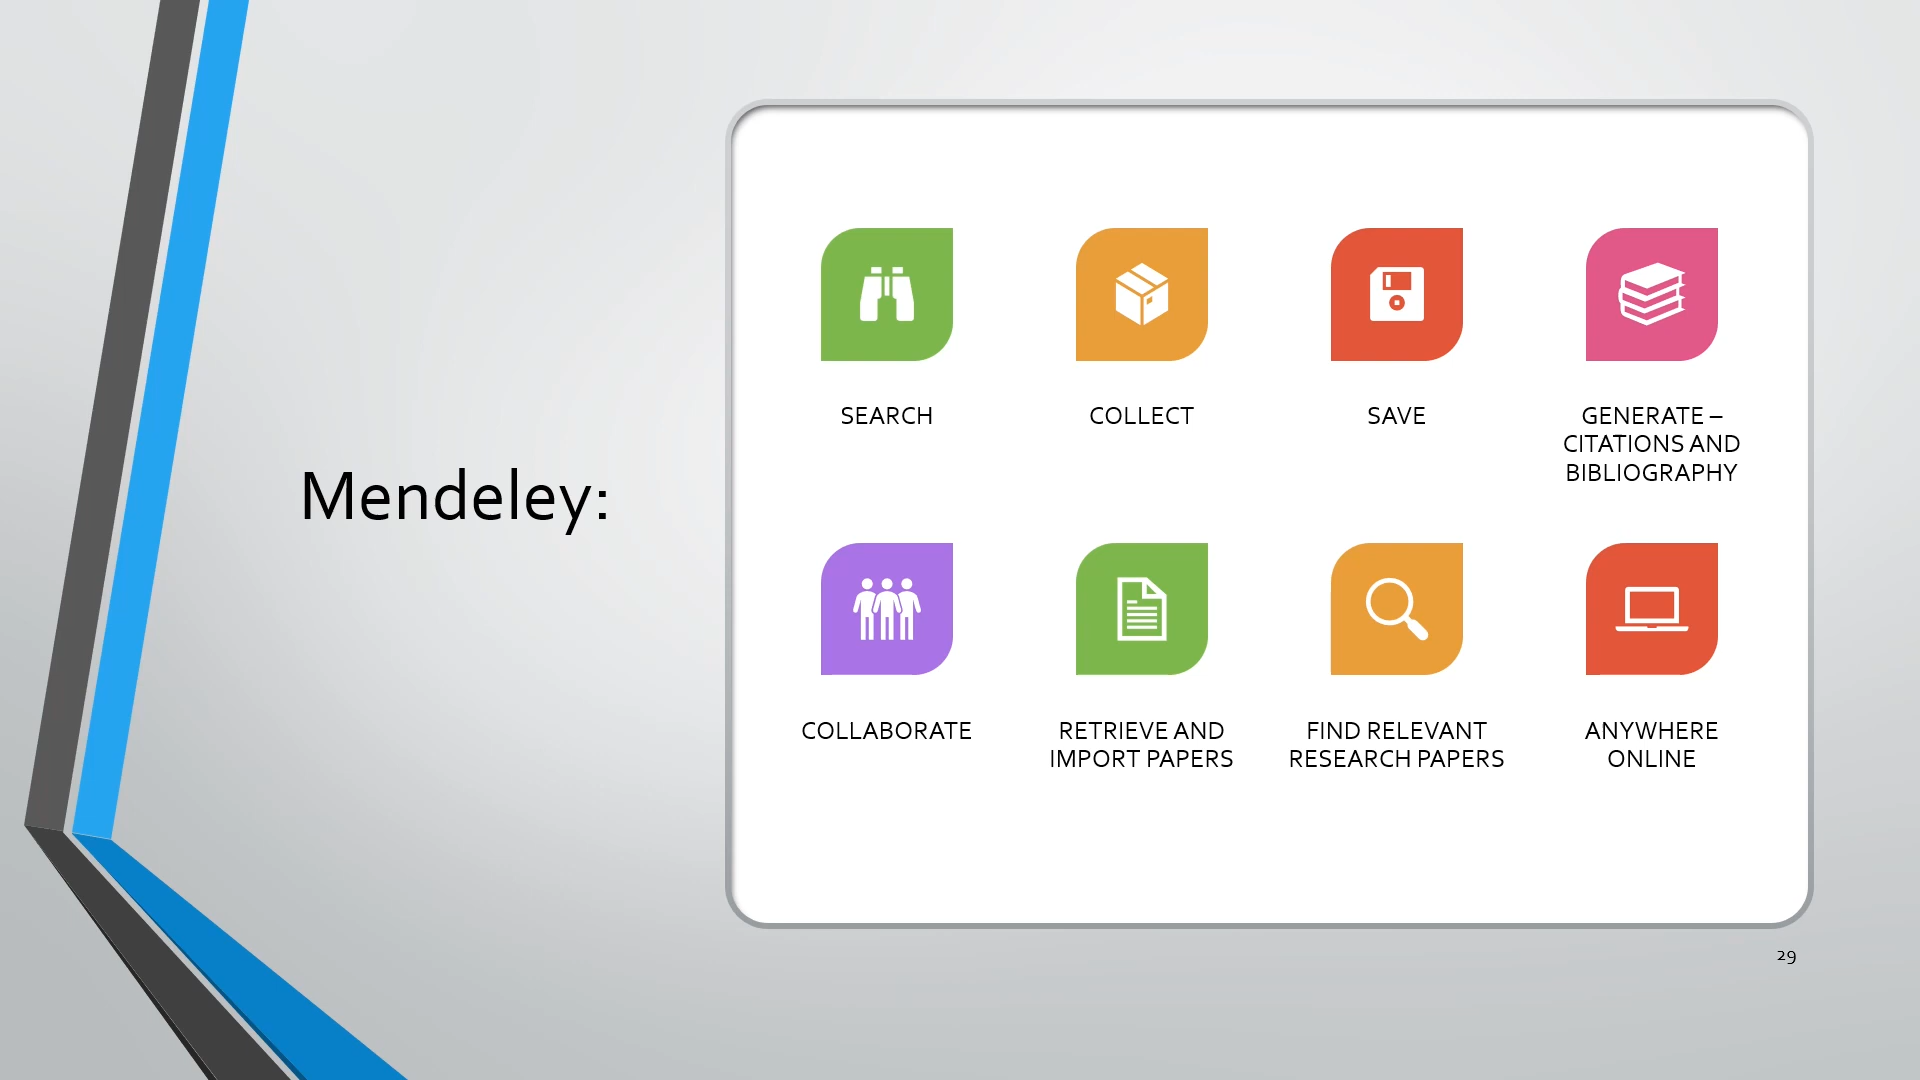 Mendeley:
SEARCH
COLLECT
SAVE
GENERATE –
CITATIONS AND
BIBLIOGRAPHY
COLLABORATE
RETRIEVE AND
IMPORT PAPERS
FIND RELEVANT
RESEARCH PAPERS
ANYWHERE
ONLINE
29